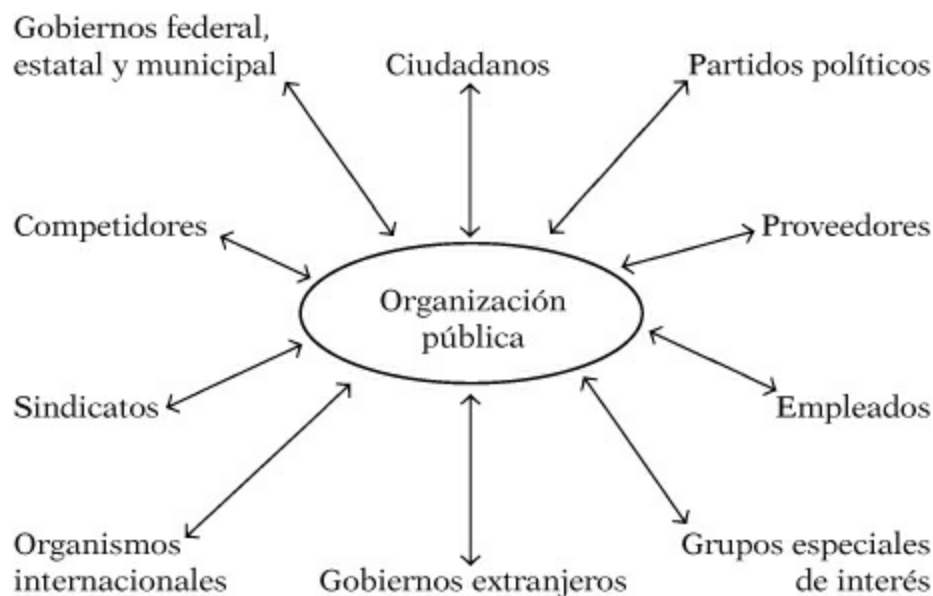 Gobiernos federal,
estatal y municipal
Ciudadanos
Partidos políticos
Competidores
Proveedores
Organización
pública
Sindicatos
Empleados
Organismos
internacionales
Gobiernos extranjeros
Grupos especiales
de interés